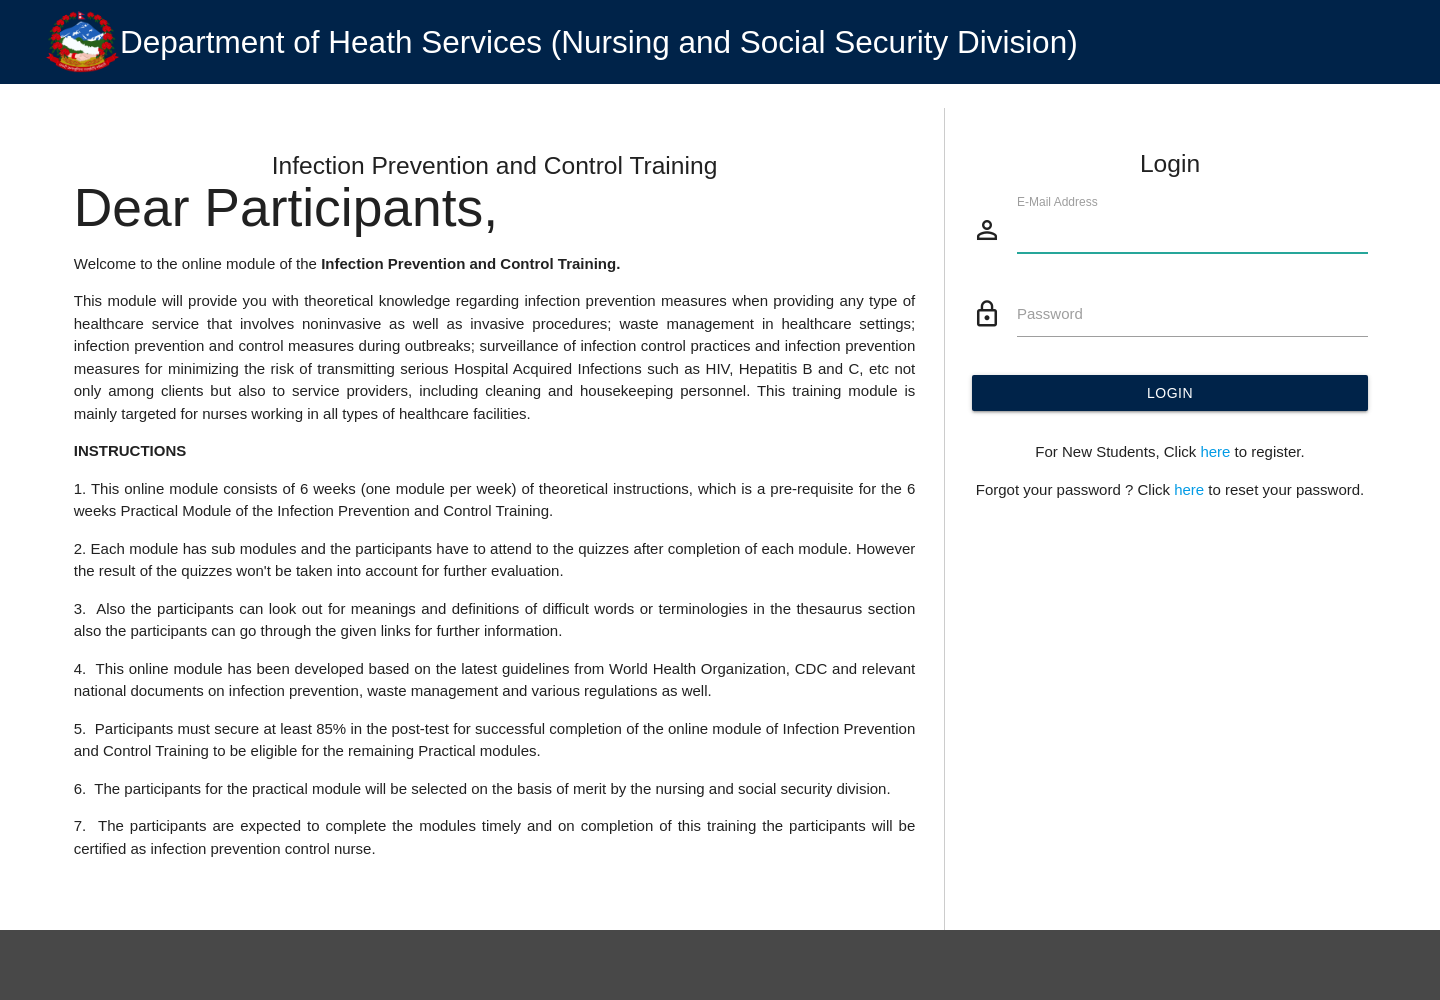 Department of Heath Services (Nursing and Social Security Division)
Infection Prevention and Control Training
Dear Participants,
Welcome to the online module of the Infection Prevention and Control Training.
This module will provide you with theoretical knowledge regarding infection prevention measures when providing any type of
healthcare service that involves noninvasive as well as invasive procedures; waste management in healthcare settings;
infection prevention and control measures during outbreaks; surveillance of infection control practices and infection prevention
measures for minimizing the risk of transmitting serious Hospital Acquired Infections such as HIV, Hepatitis B and C, etc not
only among clients but also to service providers, including cleaning and housekeeping personnel. This training module is
mainly targeted for nurses working in all types of healthcare facilities.
INSTRUCTIONS
1. This online module consists of 6 weeks (one module per week) of theoretical instructions, which is a pre-requisite for the 6
weeks Practical Module of the Infection Prevention and Control Training.
2. Each module has sub modules and the participants have to attend to the quizzes after completion of each module. However
the result of the quizzes won't be taken into account for further evaluation.
3.  Also the participants can look out for meanings and definitions of difficult words or terminologies in the thesaurus section
also the participants can go through the given links for further information.
4.  This online module has been developed based on the latest guidelines from World Health Organization, CDC and relevant
national documents on infection prevention, waste management and various regulations as well.
5.  Participants must secure at least 85% in the post-test for successful completion of the online module of Infection Prevention
and Control Training to be eligible for the remaining Practical modules.
6.  The participants for the practical module will be selected on the basis of merit by the nursing and social security division.
7.  The participants are expected to complete the modules timely and on completion of this training the participants will be
certified as infection prevention control nurse.
Login
E-Mail Address
Password
LOGIN
For New Students, Click here to register.
Forgot your password ? Click here to reset your password.